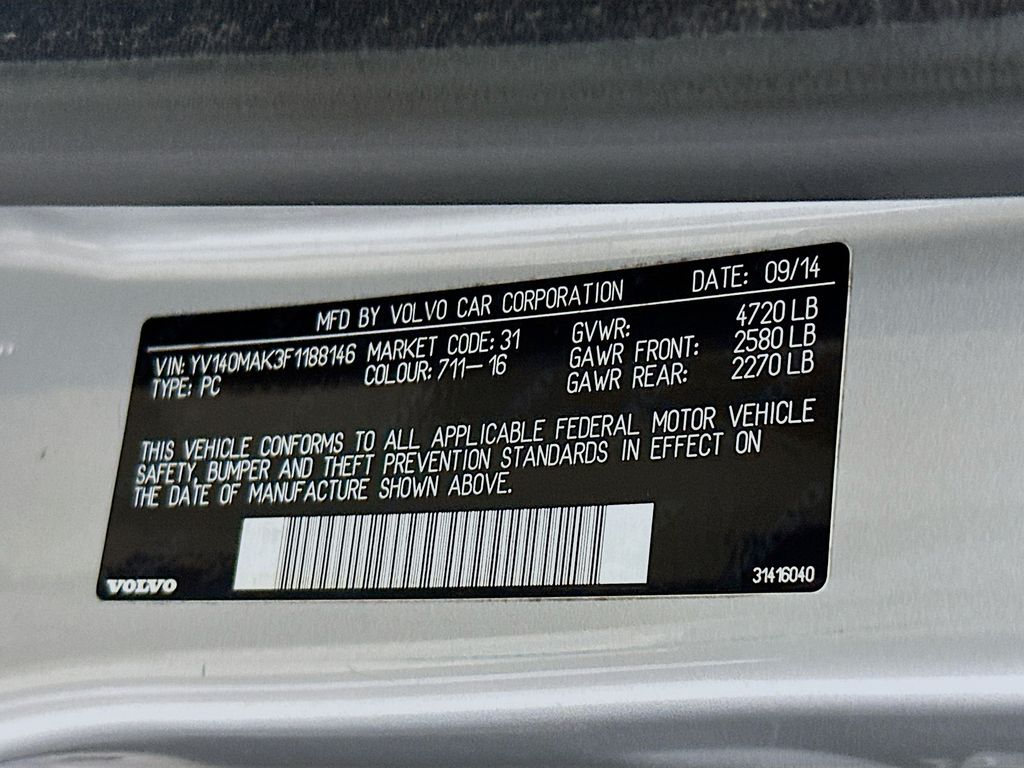 MFD BY VOLVO CAR CORPORATION DATE: 09/14
VIN: YV140MAK3F1188146 MARKET CODE: 31 GVWR: 4720 LB
TYPE: PC COLOUR: 711-16 GAWR FRONT: 2580 LB
GAWR REAR: 2270 LB
THIS VEHICLE CONFORMS TO ALL APPLICABLE FEDERAL MOTOR VEHICLE
SAFETY, BUMPER AND THEFT PREVENTION STANDARDS IN EFFECT ON
THE DATE OF MANUFACTURE SHOWN ABOVE.
VOLVO 31416040